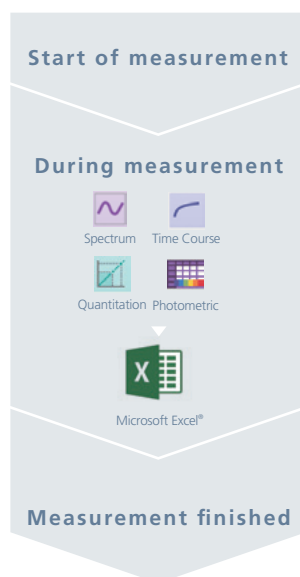 Start of measurement
During measurement
Spectrum Time Course
Quantitation Photometric
X
Microsoft Excel®
Measurement finished